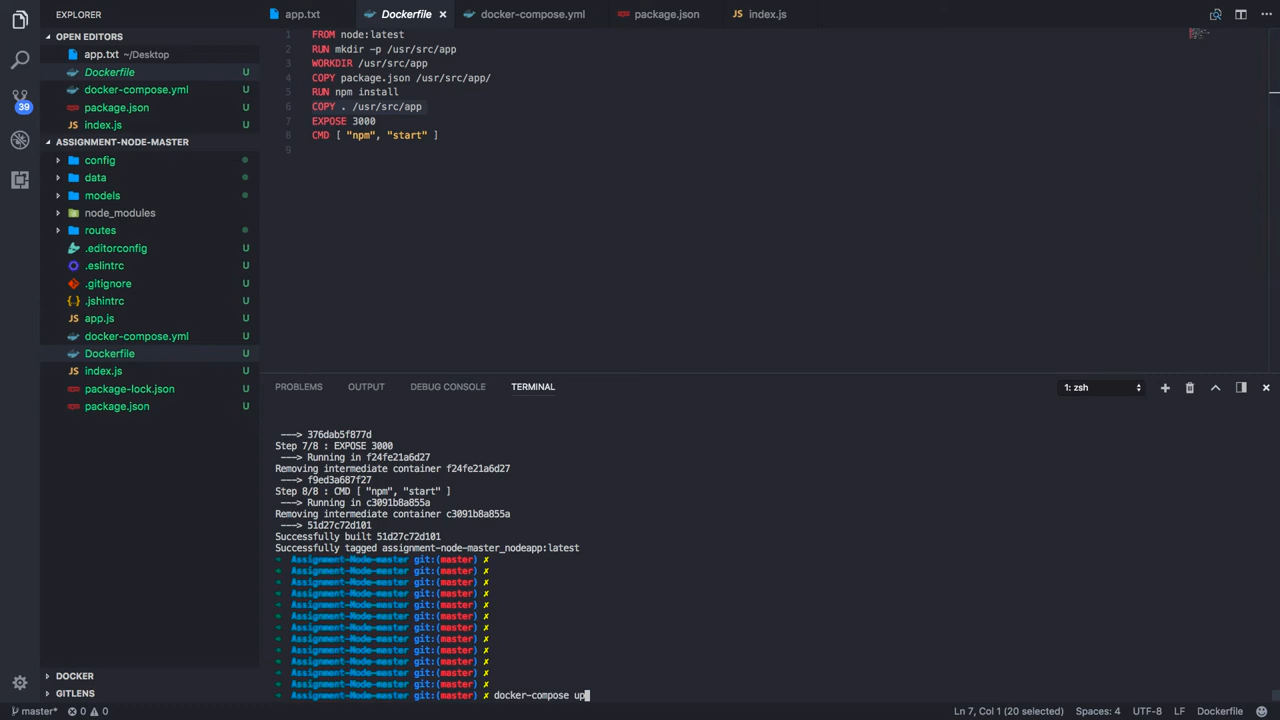 EXPLORER
app.txt
Dockerfile
docker-compose.yml
package.json
JS index.js
OPEN EDITORS
app.txt ~/Desktop
Dockerfile U
docker-compose.yml U
package.json U
JS index.js U
39
ASSIGNMENT-NODE-MASTER
config
data
models
node_modules
routes
.editorconfig U
.eslintrc U
.gitignore U
{..} .jshintrc U
JS app.js U
docker-compose.yml U
Dockerfile U
JS index.js U
package-lock.json U
package.json U
DOCKER
GITLENS
1 FROM node:latest
2 RUN mkdir -p /usr/src/app
3 WORKDIR /usr/src/app
4 COPY package.json /usr/src/app/
5 RUN npm install
6 COPY . /usr/src/app
7 EXPOSE 3000
8 CMD [ "npm", "start" ]
9
PROBLEMS OUTPUT DEBUG CONSOLE TERMINAL
1: zsh
---> 376dab5f877d
Step 7/8 : EXPOSE 3000
---> Running in f24fe21a6d27
Removing intermediate container f24fe21a6d27
---> f9ed3a687f27
Step 8/8 : CMD [ "npm", "start" ]
---> Running in c3091b8a855a
Removing intermediate container c3091b8a855a
---> 51d27c72d101
Successfully built 51d27c72d101
Successfully tagged assignment-node-master_nodeapp:latest
➜ Assignment-Node-master git:(master) ✗
➜ Assignment-Node-master git:(master) ✗
➜ Assignment-Node-master git:(master) ✗
➜ Assignment-Node-master git:(master) ✗
➜ Assignment-Node-master git:(master) ✗
➜ Assignment-Node-master git:(master) ✗
➜ Assignment-Node-master git:(master) ✗
➜ Assignment-Node-master git:(master) ✗
➜ Assignment-Node-master git:(master) ✗
➜ Assignment-Node-master git:(master) ✗
➜ Assignment-Node-master git:(master) ✗
➜ Assignment-Node-master git:(master) ✗
➜ Assignment-Node-master git:(master) ✗ docker-compose up
master* 0 0
Ln 7, Col 1 (20 selected) Spaces: 4 UTF-8 LF Dockerfile